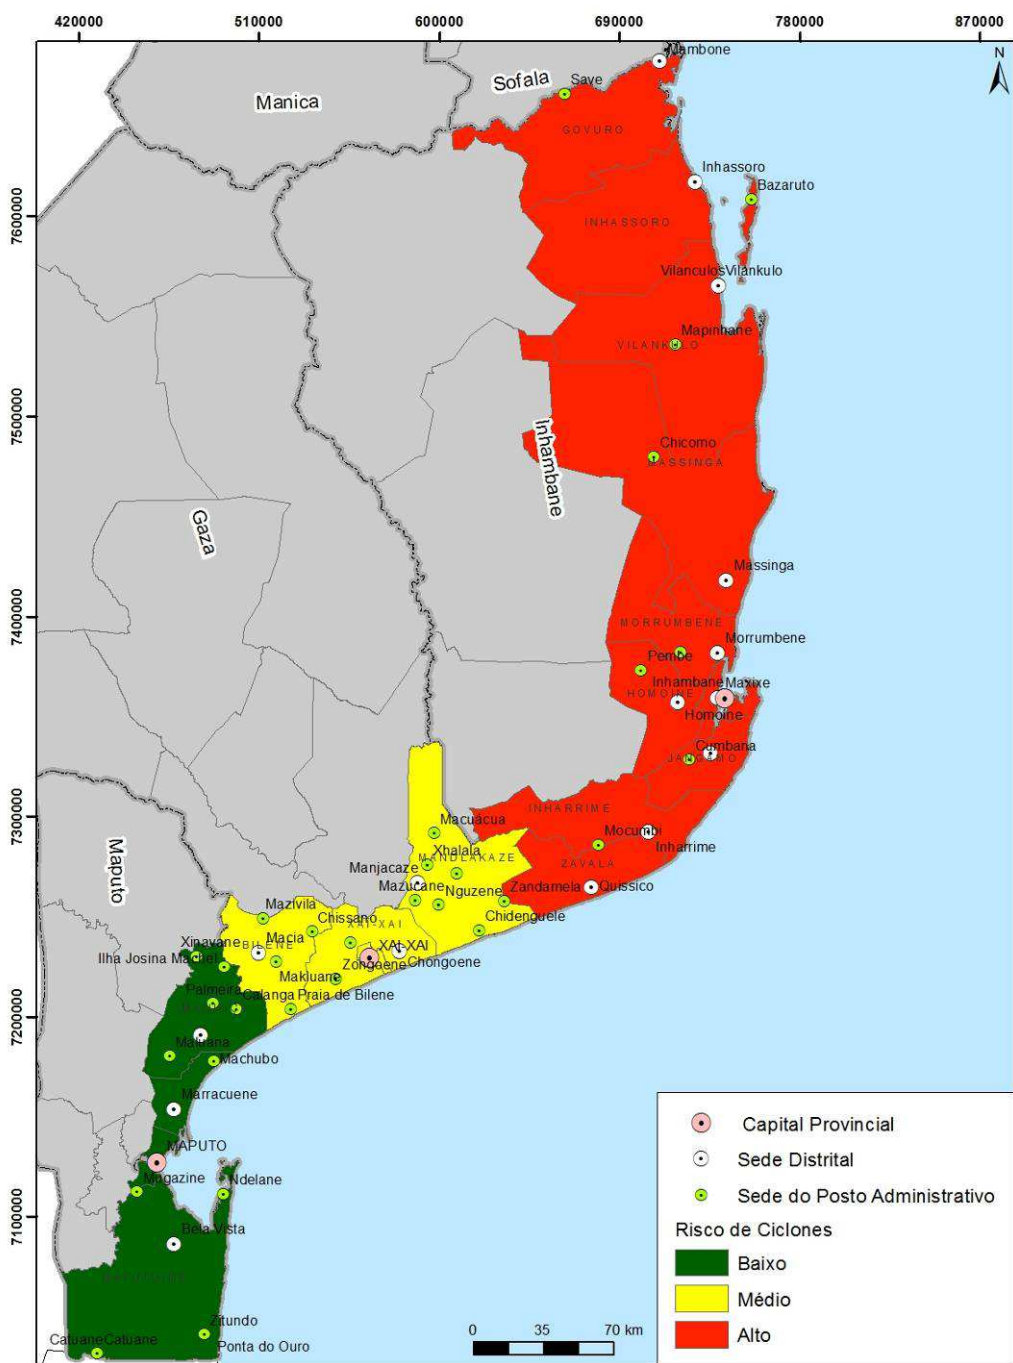 420000 510000 600000 690000 7800000 870000
N
Mambone
Sofala
Save
Manica
GOVURO
Inhassoro
Bazaruto
7600000
INHASSORO
VilanculosVilankulo
Mapinhane
VILANKULO
7500000
Inhambane
Chicomo
MASSINGA
Gaza
Massinga
7400000
MORRUMBENE
Morrumbene
Pembe
Inhambane
Maxixe
HOMOINE
Homoine
Cumbana
JANGAMO
7300000
INHARRIME
Macuácua
Mocumbi
Inharrime
Maputo
Xhalala
MANDLAKAZE
ZAVALA
Manjacaze
Zandamela
Quissico
Mazucane
Nguzene
Mazivila
Chissano
Chidenguele
XAI-XAI
Xinavane
Macia
BILENE
XAI-XAI
Ilha Josina Machel
Zongoene
Chongoene
Makluane
Palmeira
Calanga
Praia de Bilene
7200000
Maluana
Machubo
Marracuene
MAPUTO
Mugazine
Ndelane
7100000
Bela Vista
Zitundo
CatuaneCatuane
Ponta do Ouro
0 35 70 km
Capital Provincial
Sede Distrital
Sede do Posto Administrativo
Risco de Ciclones
Baixo
Médio
Alto